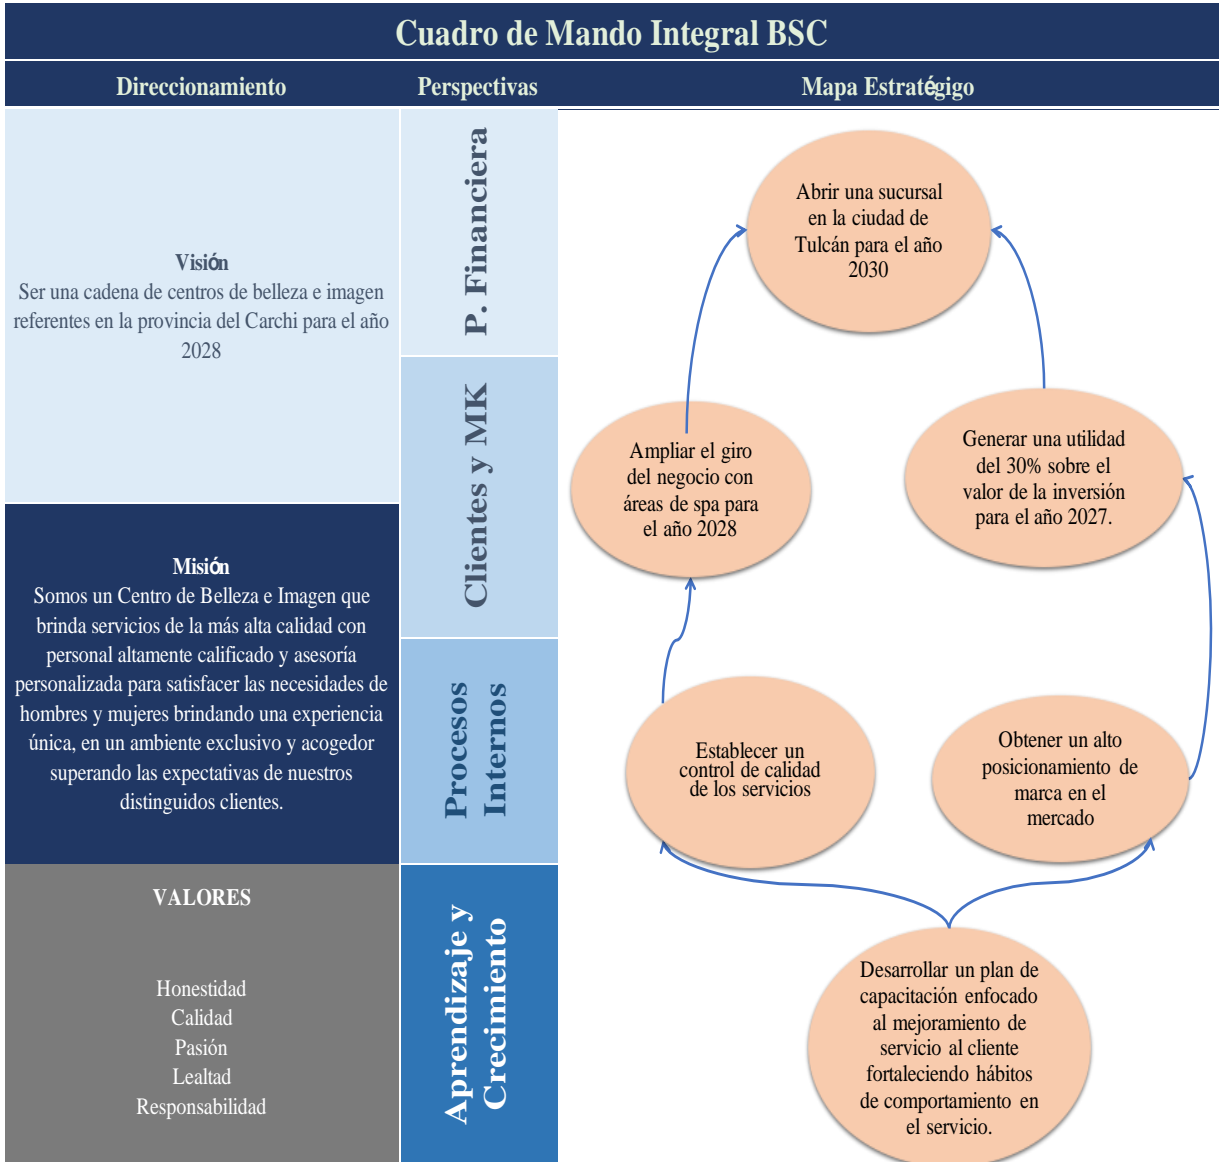 Cuadro de Mando Integral BSC
Direccionamiento
Perspectivas
Mapa Estratégigo
Visión
Ser una cadena de centros de belleza e imagen
referentes en la provincia del Carchi para el año
2028
Misión
Somos un Centro de Belleza e Imagen que
brinda servicios de la más alta calidad con
personal altamente calificado y asesoría
personalizada para satisfacer las necesidades de
hombres y mujeres brindando una experiencia
única, en un ambiente exclusivo y acogedor
superando las expectativas de nuestros
distinguidos clientes.
VALORES
Honestidad
Calidad
Pasión
Lealtad
Responsabilidad
P. Financiera
Clientes y MK
Procesos
Internos
Aprendizaje y
Crecimiento
Abrir una sucursal
en la ciudad de
Tulcán para el año
2030
Ampliar el giro
del negocio con
áreas de spa para
el año 2028
Generar una utilidad
del 30% sobre el
valor de la inversión
para el año 2027.
Establecer un
control de calidad
de los servicios
Obtener un alto
posicionamiento de
marca en el
mercado
Desarrollar un plan de
capacitación enfocado
al mejoramiento de
servicio al cliente
fortaleciendo hábitos
de comportamiento en
el servicio.